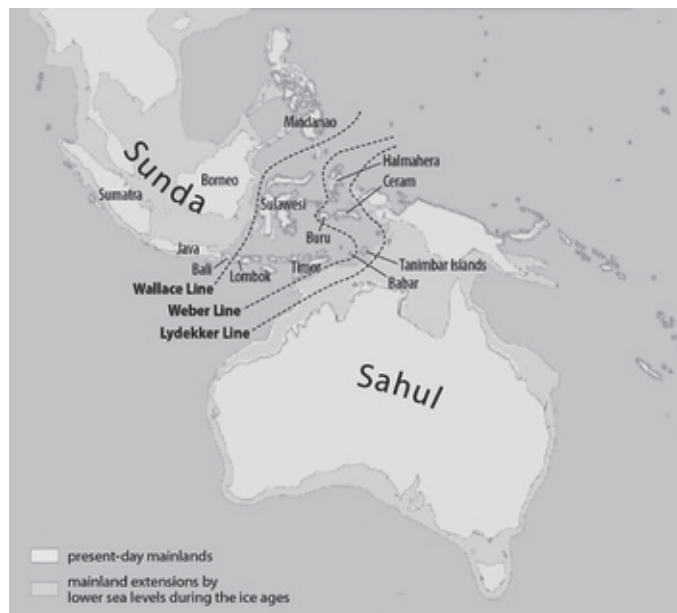 Mindanao
Sunda
Halmahera
Ceram
Borneo
Sumatra
Sulawesi
Buru
Java
Bali
Lombok
Timor
Tanimbar Islands
Babar
Wallace Line
Weber Line
Lydekker Line
Sahul
present-day mainlands
mainland extensions by
lower sea levels during the ice ages